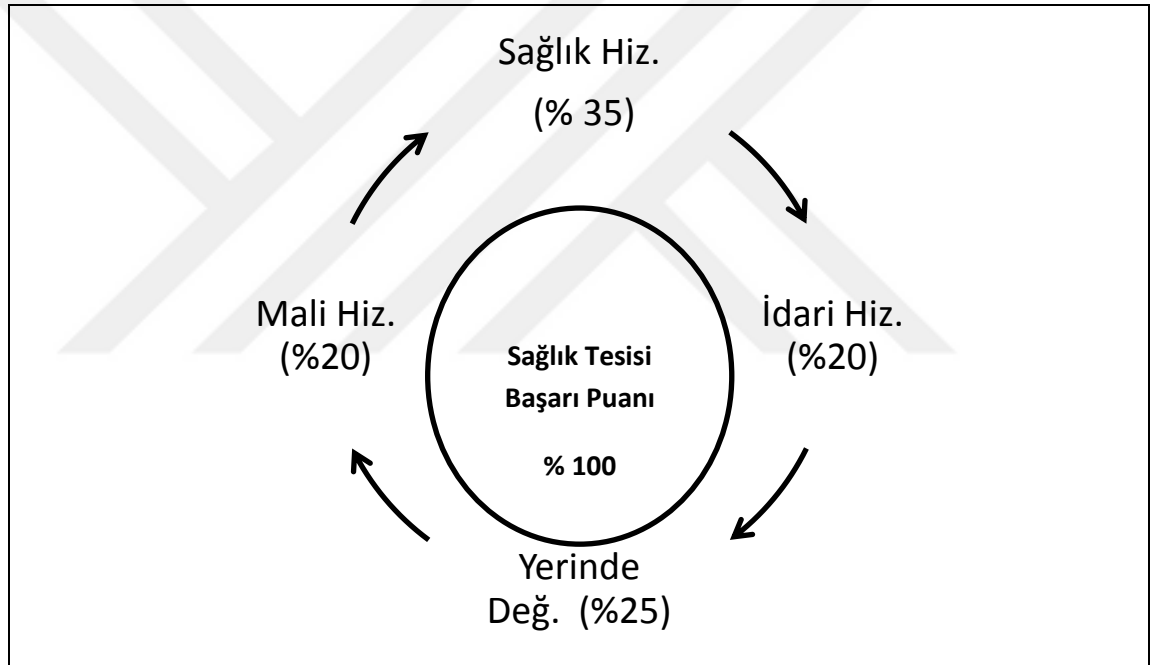 Sağlık Hiz.
(% 35)
Mali Hiz.
(%20)
İdari Hiz.
(%20)
Sağlık Tesisi
Başarı Puanı
% 100
Yerinde
Değ. (%25)